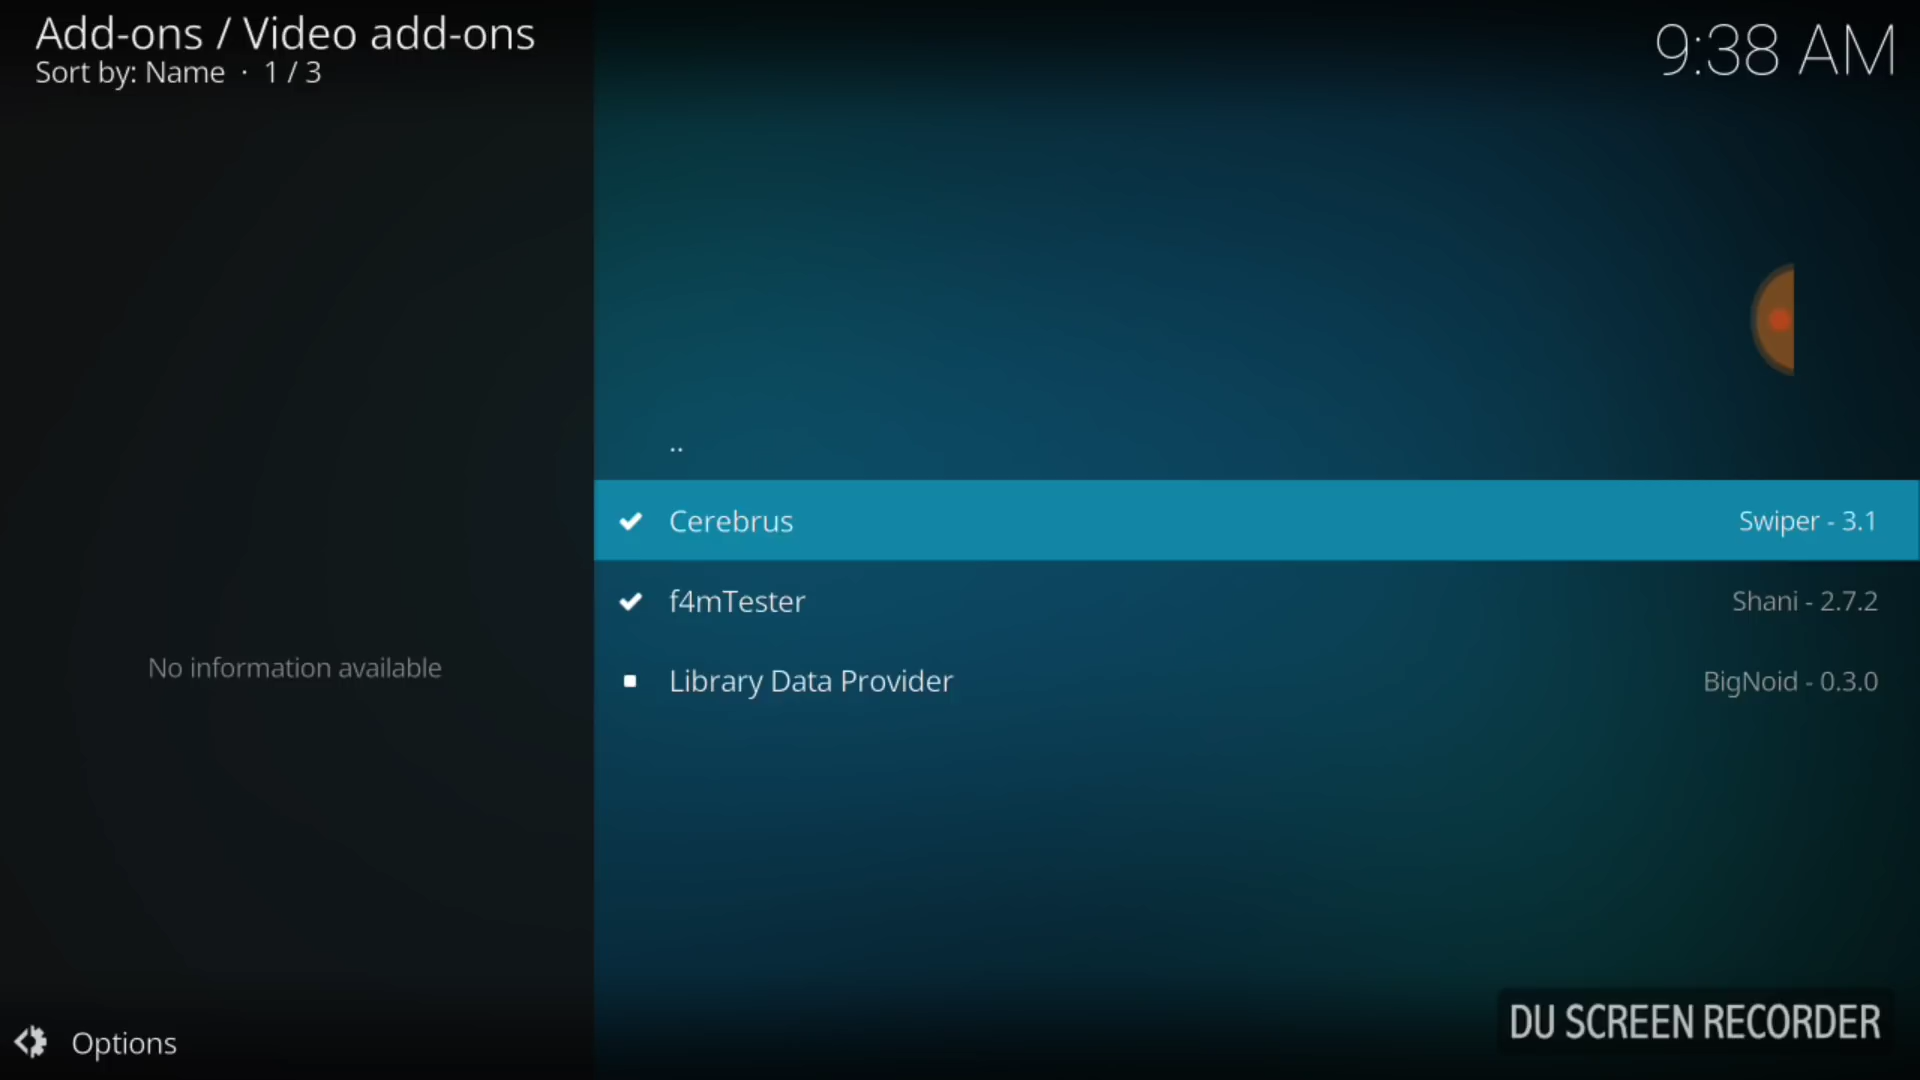 Add-ons / Video add-ons
Sort by: Name · 1 / 3
9:38 AM
..
Cerebrus Swiper - 3.1
f4mTester Shani - 2.7.2
Library Data Provider BigNoid - 0.3.0
No information available
Options
DU SCREEN RECORDER